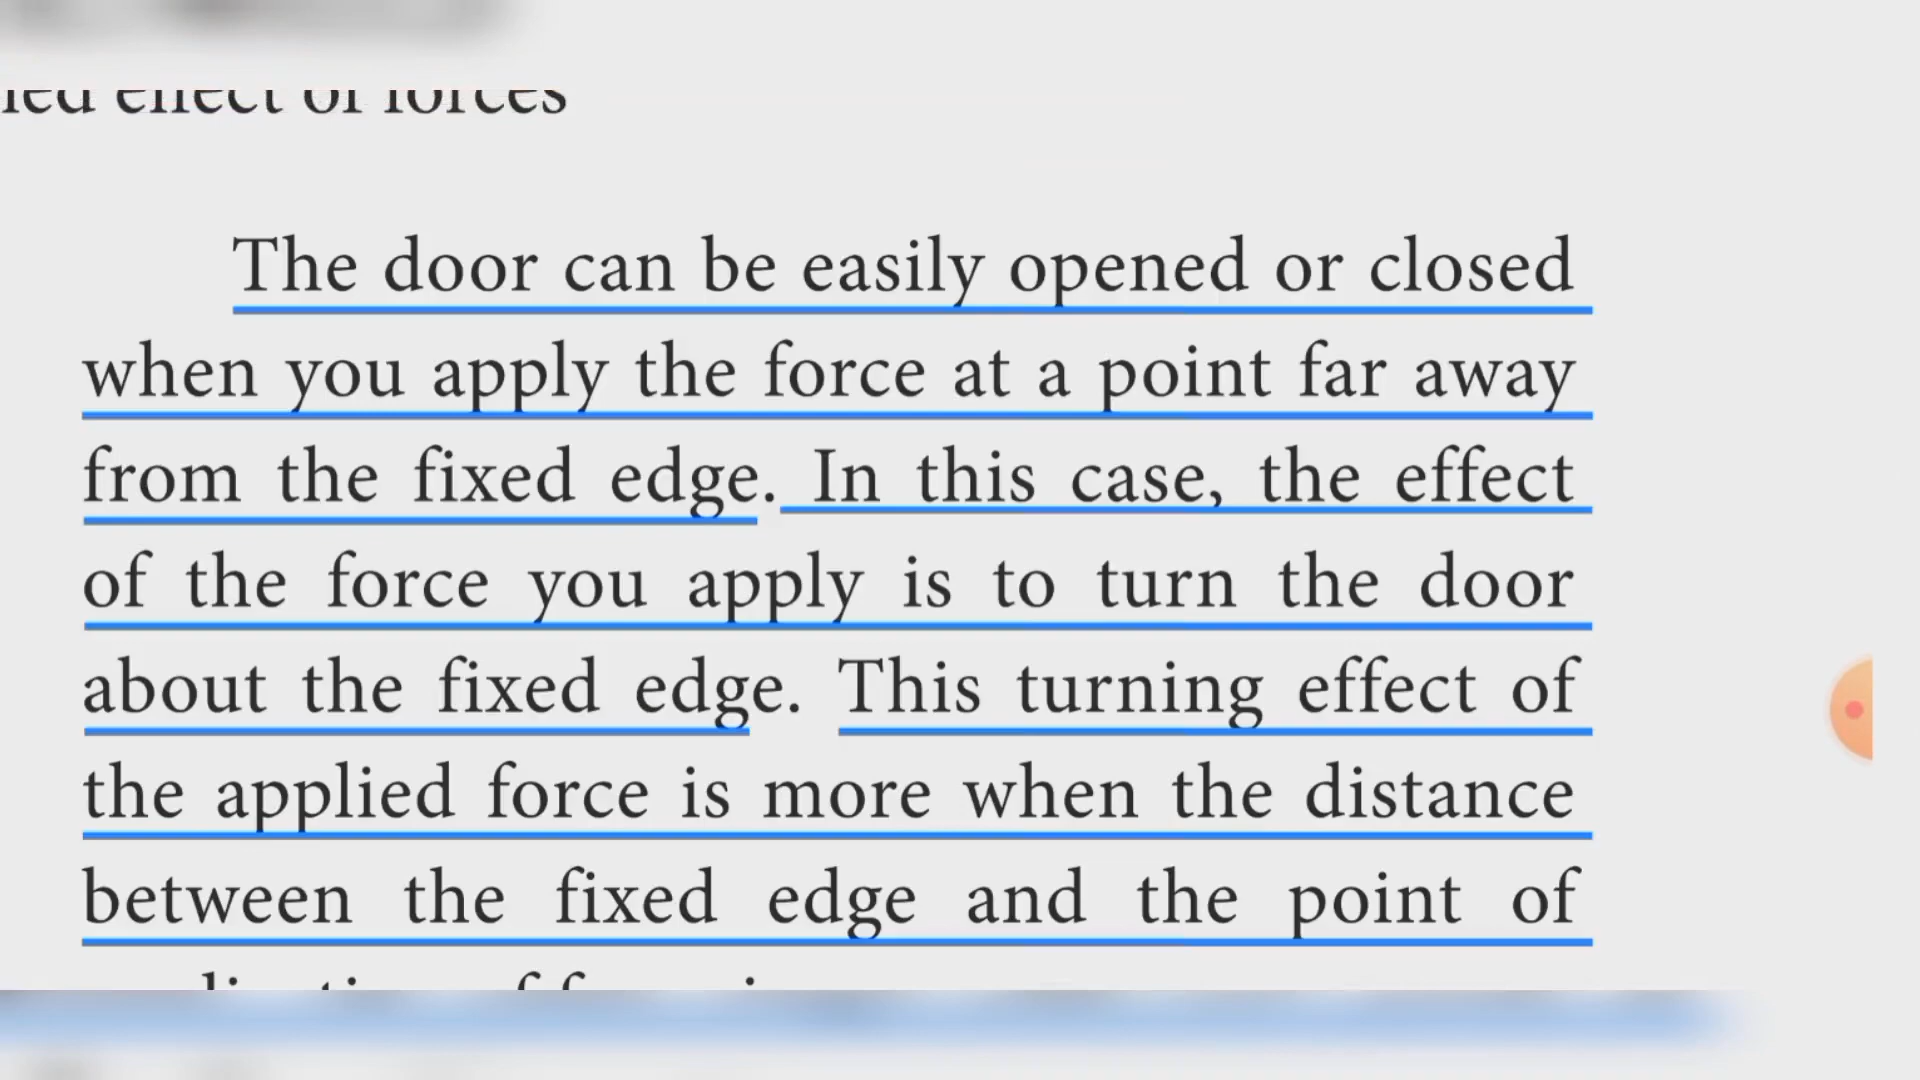 effect of forces
The door can be easily opened or closed
when you apply the force at a point far away
from the fixed edge. In this case, the effect
of the force you apply is to turn the door
about the fixed edge. This turning effect of
the applied force is more when the distance
between the fixed edge and the point of